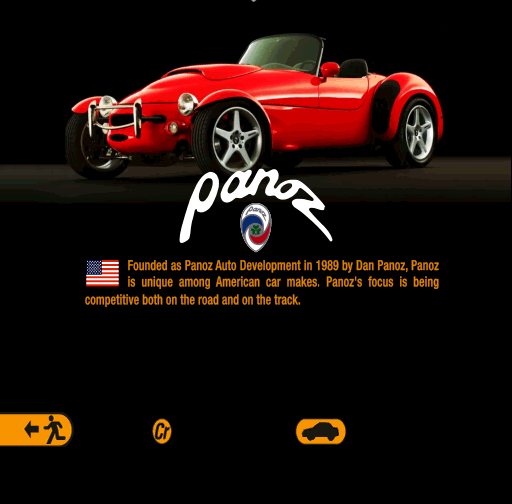 Panoz
Panoz
Founded as Panoz Auto Development in 1989 by Dan Panoz, Panoz
is unique among American car makes. Panoz's focus is being
competitive both on the road and on the track.
Cr